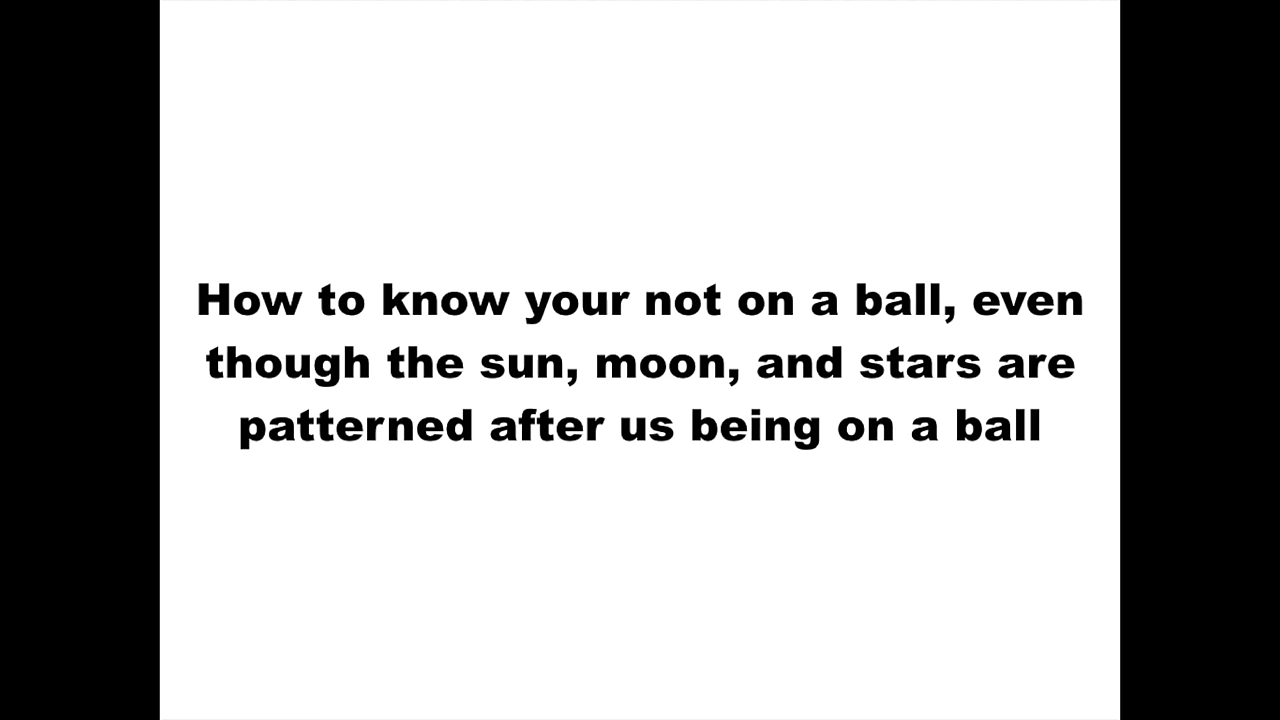 How to know your not on a ball, even
though the sun, moon, and stars are
patterned after us being on a ball